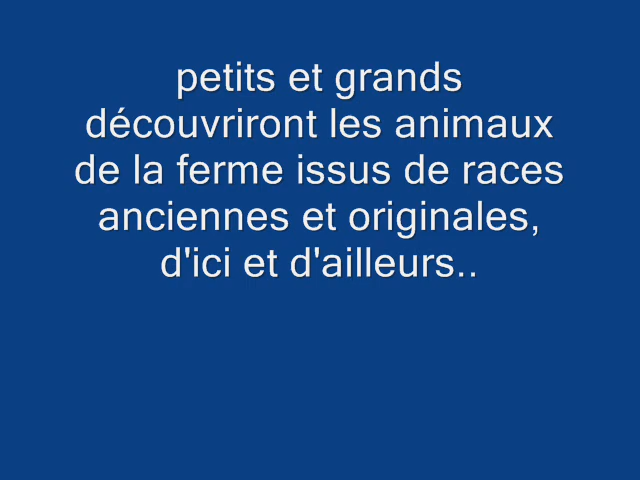 petits et grands
découvriront les animaux
de la ferme issus de races
anciennes et originales,
d'ici et d'ailleurs..